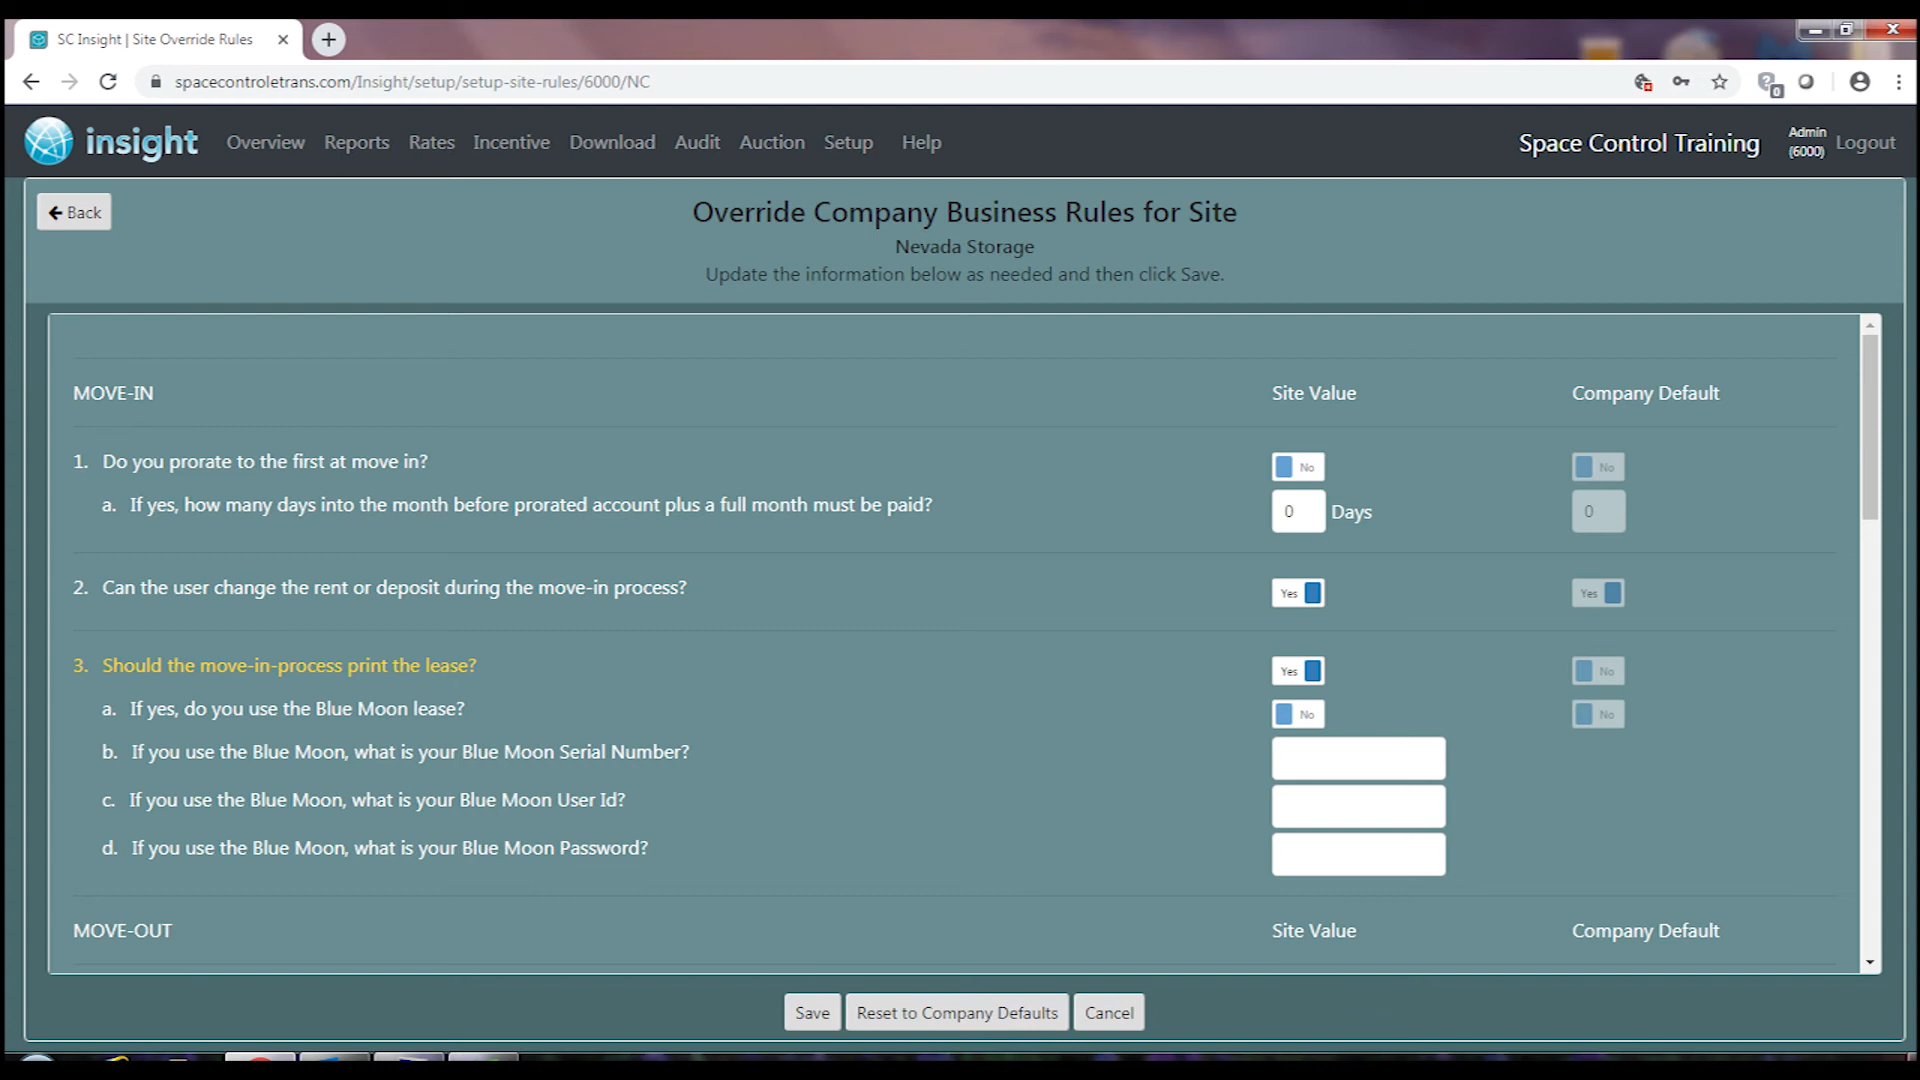 SC Insight | Site Override Rules
spacecontroletrans.com/Insight/setup/setup-site-rules/6000/NC
0
insight Overview Reports Rates Incentive Download Audit Auction Setup Help Space Control Training Admin (6000) Logout
Back
Override Company Business Rules for Site
Nevada Storage
Update the information below as needed and then click Save.
MOVE-IN Site Value Company Default
1. Do you prorate to the first at move in? No No
a. If yes, how many days into the month before prorated account plus a full month must be paid? 0 Days 0
2. Can the user change the rent or deposit during the move-in process? Yes Yes
3. Should the move-in-process print the lease? Yes No
a. If yes, do you use the Blue Moon lease? No No
b. If you use the Blue Moon, what is your Blue Moon Serial Number?
c. If you use the Blue Moon, what is your Blue Moon User Id?
d. If you use the Blue Moon, what is your Blue Moon Password?
MOVE-OUT Site Value Company Default
Save Reset to Company Defaults Cancel